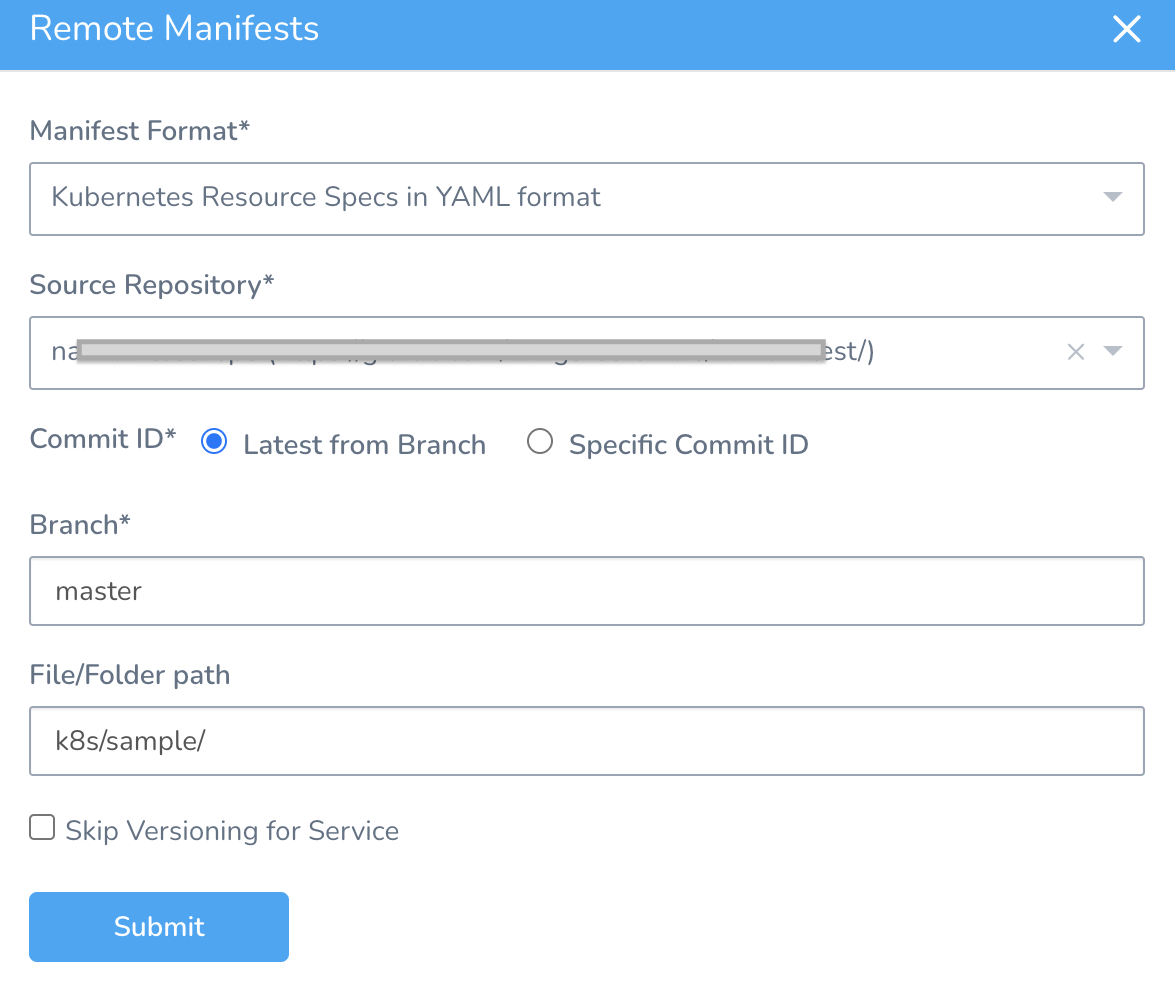 Remote Manifests
Manifest Format*
Kubernetes Resource Specs in YAML format
Source Repository*
Commit ID* Latest from Branch Specific Commit ID
Branch*
master
File/Folder path
k8s/sample/
Skip Versioning for Service
Submit